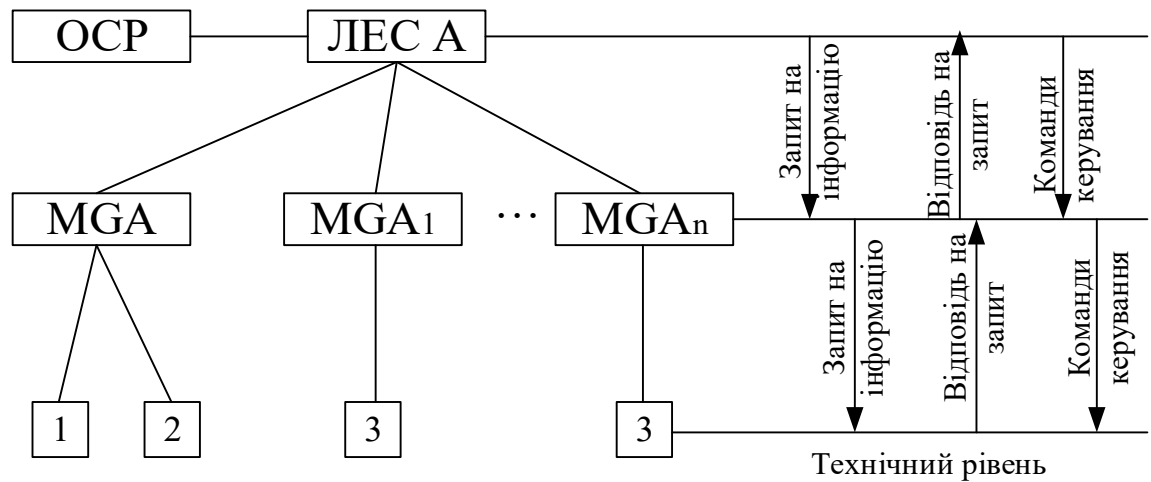 ОСР
ЛЕС А
Запит на
інформацію
Відповідь на
запит
Команди
керування
MGA
MGA1
...
MGAn
Запит на
інформацію
Відповідь на
запит
Команди
керування
1
2
3
3
Технічний рівень